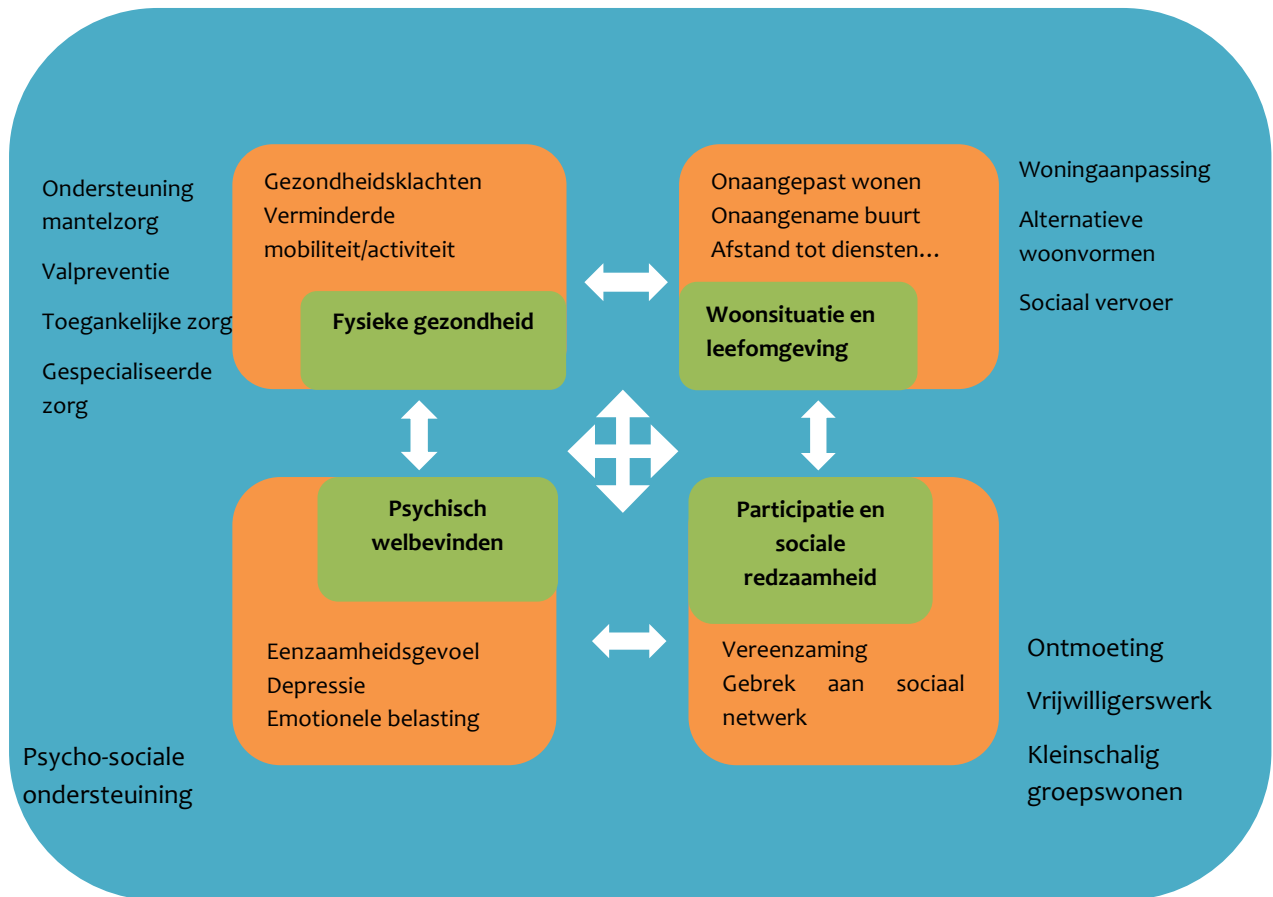 Ondersteuning
mantelzorg
Valpreventie
Toegankelijke zorg
Gespecialiseerde
zorg
Gezondheidsklachten
Verminderde
mobiliteit/activiteit
Fysieke gezondheid
Onaangepast wonen
Onaangename buurt
Afstand tot diensten…
Woonsituatie en
leefomgeving
Woningaanpassing
Alternatieve
woonvormen
Sociaal vervoer
Psychisch
welbevinden
Eenzaamheidsgevoel
Depressie
Emotionele belasting
Psycho-sociale
ondersteuining
Participatie en
sociale
redzaamheid
Vereenzaming
Gebrek aan sociaal
netwerk
Ontmoeting
Vrijwilligerswerk
Kleinschalig
groepswonen